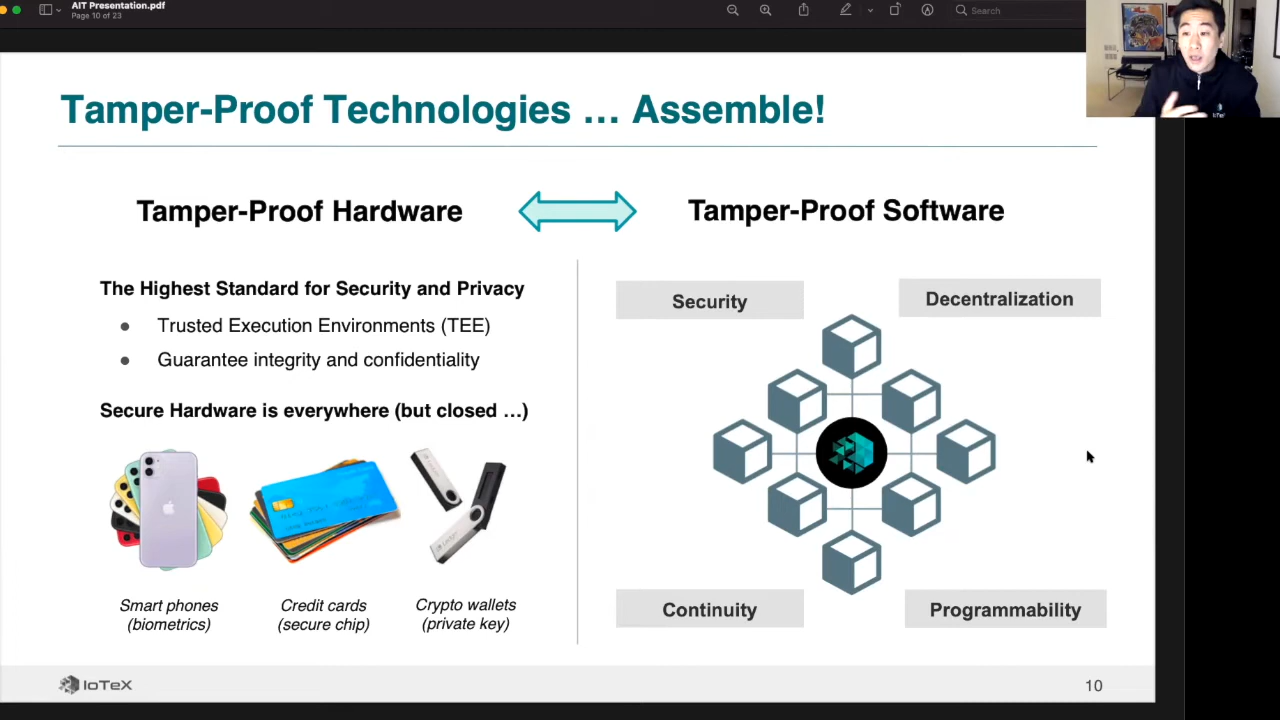 AIT Presentation.pdf
Page 10 of 23
Search
Tamper-Proof Technologies ... Assemble!
Tamper-Proof Hardware
Tamper-Proof Software
The Highest Standard for Security and Privacy
● Trusted Execution Environments (TEE)
● Guarantee integrity and confidentiality
Secure Hardware is everywhere (but closed ...)
Smart phones
(biometrics)
Credit cards
(secure chip)
Crypto wallets
(private key)
Security
Decentralization
Continuity
Programmability
IoTeX
10